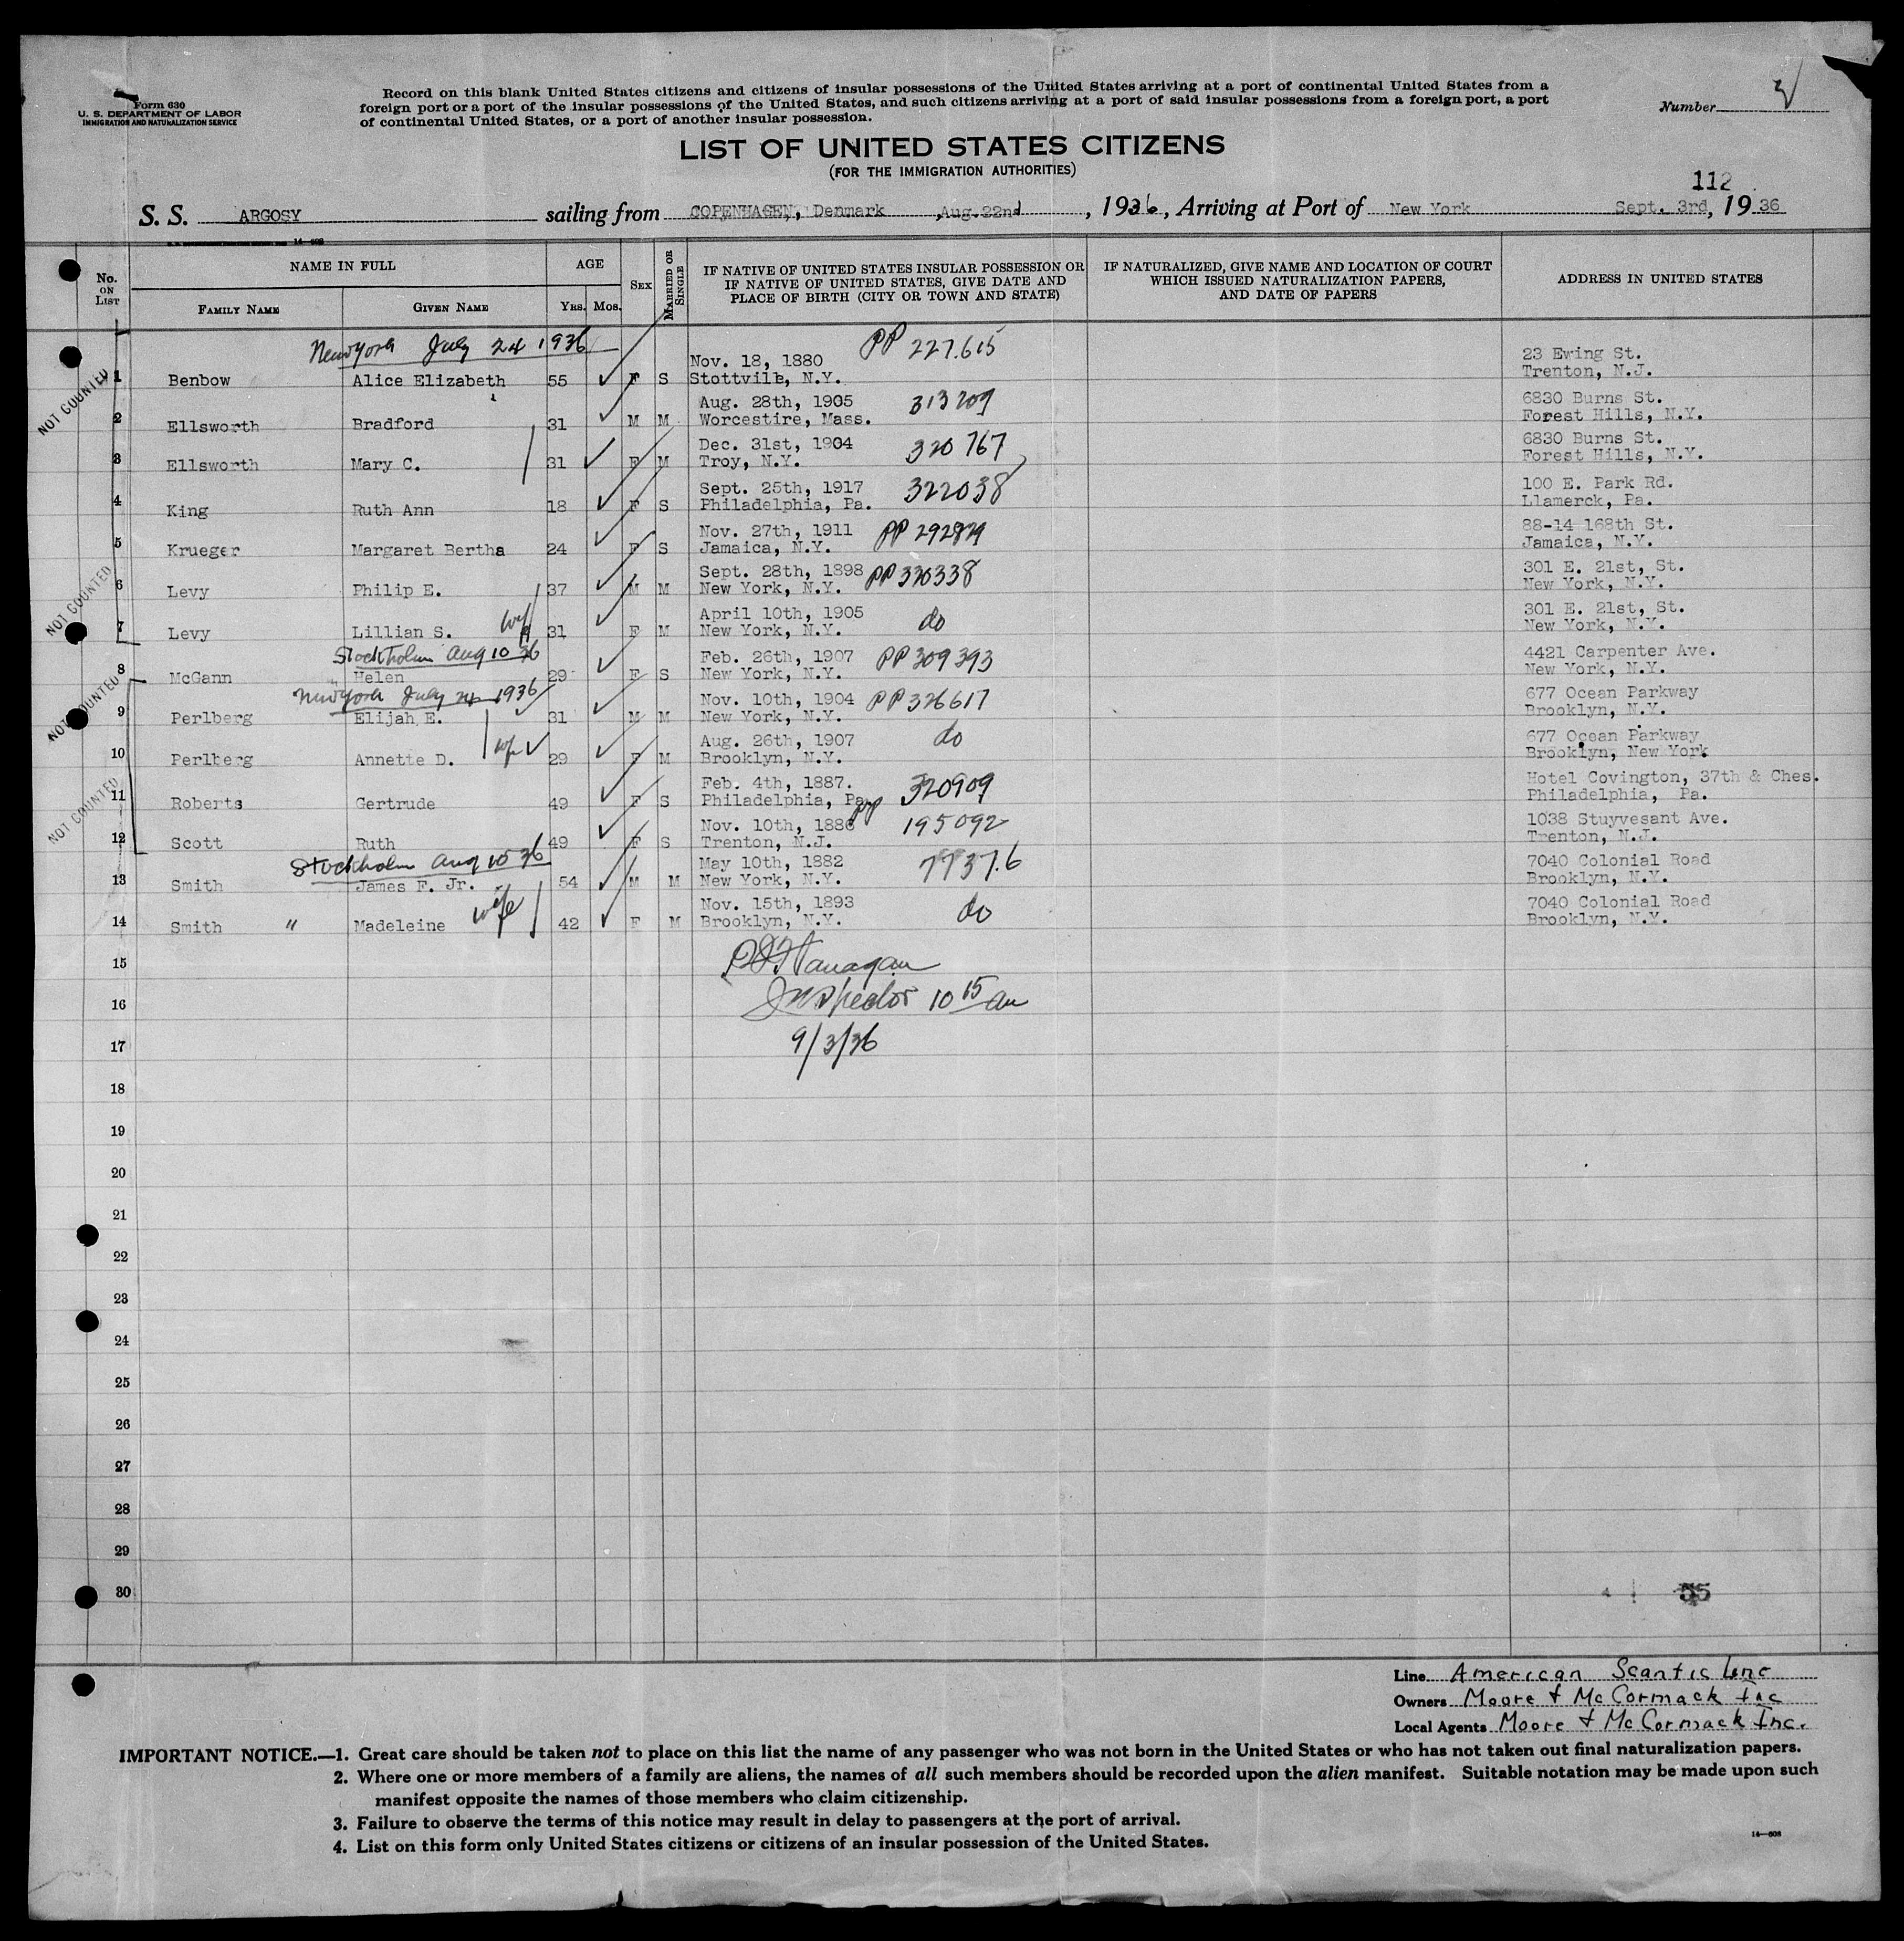 Form 630
U. S. DEPARTMENT OF LABOR
IMMIGRATION AND NATURALIZATION SERVICE
Record on this blank United States citizens and citizens of insular possessions of the United States arriving at a port of continental United States from a
foreign port or a port of the insular possessions of the United States, and such citizens arriving at a port of said insular possessions from a foreign port, a port
of continental United States, or a port of another insular possession.
Number
LIST OF UNITED STATES CITIZENS
(FOR THE IMMIGRATION AUTHORITIES)
112
S. S. ARGOSY sailing from COPENHAGEN, Denmark, Aug. 22nd, 1936, Arriving at Port of New York Sept. 3rd, 19 36
14-608
No. ON LIST
NAME IN FULL
FAMILY NAME GIVEN NAME
AGE
YRS. MOS.
SEX
MARRIED OR SINGLE
IF NATIVE OF UNITED STATES INSULAR POSSESSION OR
IF NATIVE OF UNITED STATES, GIVE DATE AND
PLACE OF BIRTH (CITY OR TOWN AND STATE)
IF NATURALIZED, GIVE NAME AND LOCATION OF COURT
WHICH ISSUED NATURALIZATION PAPERS,
AND DATE OF PAPERS
ADDRESS IN UNITED STATES
New York July 24 1936
Nov. 18, 1880 PP 227615 23 Ewing St.
1 Benbow Alice Elizabeth 55 F S Stottville, N.Y. Trenton, N.J.
NOT COUNTED
Aug. 28th, 1905 313209 6830 Burns St.
2 Ellsworth Bradford 31 M M Worcestire, Mass. Forest Hills, N.Y.
Dec. 31st, 1904 320767 6830 Burns St.
3 Ellsworth Mary C. 31 F M Troy, N.Y. Forest Hills, N.Y.
Sept. 25th, 1917 322038 100 E. Park Rd.
4 King Ruth Ann 18 F S Philadelphia, Pa. Llamerck, Pa.
Nov. 27th, 1911 PP 88-14 168th St.
5 Krueger Margaret Bertha 24 F S Jamaica, N.Y. Jamaica, N.Y.
Sept. 28th, 1898 PP 320338 301 E. 21st, St.
6 Levy Philip E. 37 M M New York, N.Y. New York, N.Y.
NOT COUNTED
April 10th, 1905 do 301 E. 21st, St.
7 Levy Lillian S. wf 31 F M New York, N.Y. New York, N.Y.
Stockholm Aug 10 36
Feb. 26th, 1907 PP 309393 4421 Carpenter Ave.
8 McGann Helen 29 F S New York, N.Y. New York, N.Y.
New York July 24 1936
Nov. 10th, 1904 PP 326617 677 Ocean Parkway
9 Perlberg Elijah E. 31 M M New York, N.Y. Brooklyn, N.Y.
NOT COUNTED
Aug. 26th, 1907 do 677 Ocean Parkway
10 Perlberg Annette D. wf 29 F M Brooklyn, N.Y. Brooklyn, New York
Feb. 4th, 1887. 320909 Hotel Covington, 37th & Ches.
11 Roberts Gertrude 49 F S Philadelphia, Pa. Philadelphia, Pa.
NOT COUNTED
Nov. 10th, 1886 PP 195092 1038 Stuyvesant Ave.
12 Scott Ruth 49 F S Trenton, N.J. Trenton, N.J.
Stockholm Aug 10 36
May 10th, 1882 7040 Colonial Road
13 Smith James F. Jr. 54 M M New York, N.Y. Brooklyn, N.Y.
Nov. 15th, 1893 do 7040 Colonial Road
14 Smith " Madeleine wife 42 F M Brooklyn, N.Y. Brooklyn, N.Y.
15 Flanagan
16 Inspector 10 15 am
17 9/3/36
18
19
20
21
22
23
24
25
26
27
28
29
30 55
Line American Scantic Line
Owners Moore & McCormack Inc
Local Agents Moore & McCormack Inc.
IMPORTANT NOTICE.—1. Great care should be taken not to place on this list the name of any passenger who was not born in the United States or who has not taken out final naturalization papers.
2. Where one or more members of a family are aliens, the names of all such members should be recorded upon the alien manifest. Suitable notation may be made upon such
manifest opposite the names of those members who claim citizenship.
3. Failure to observe the terms of this notice may result in delay to passengers at the port of arrival.
4. List on this form only United States citizens or citizens of an insular possession of the United States.
14-608